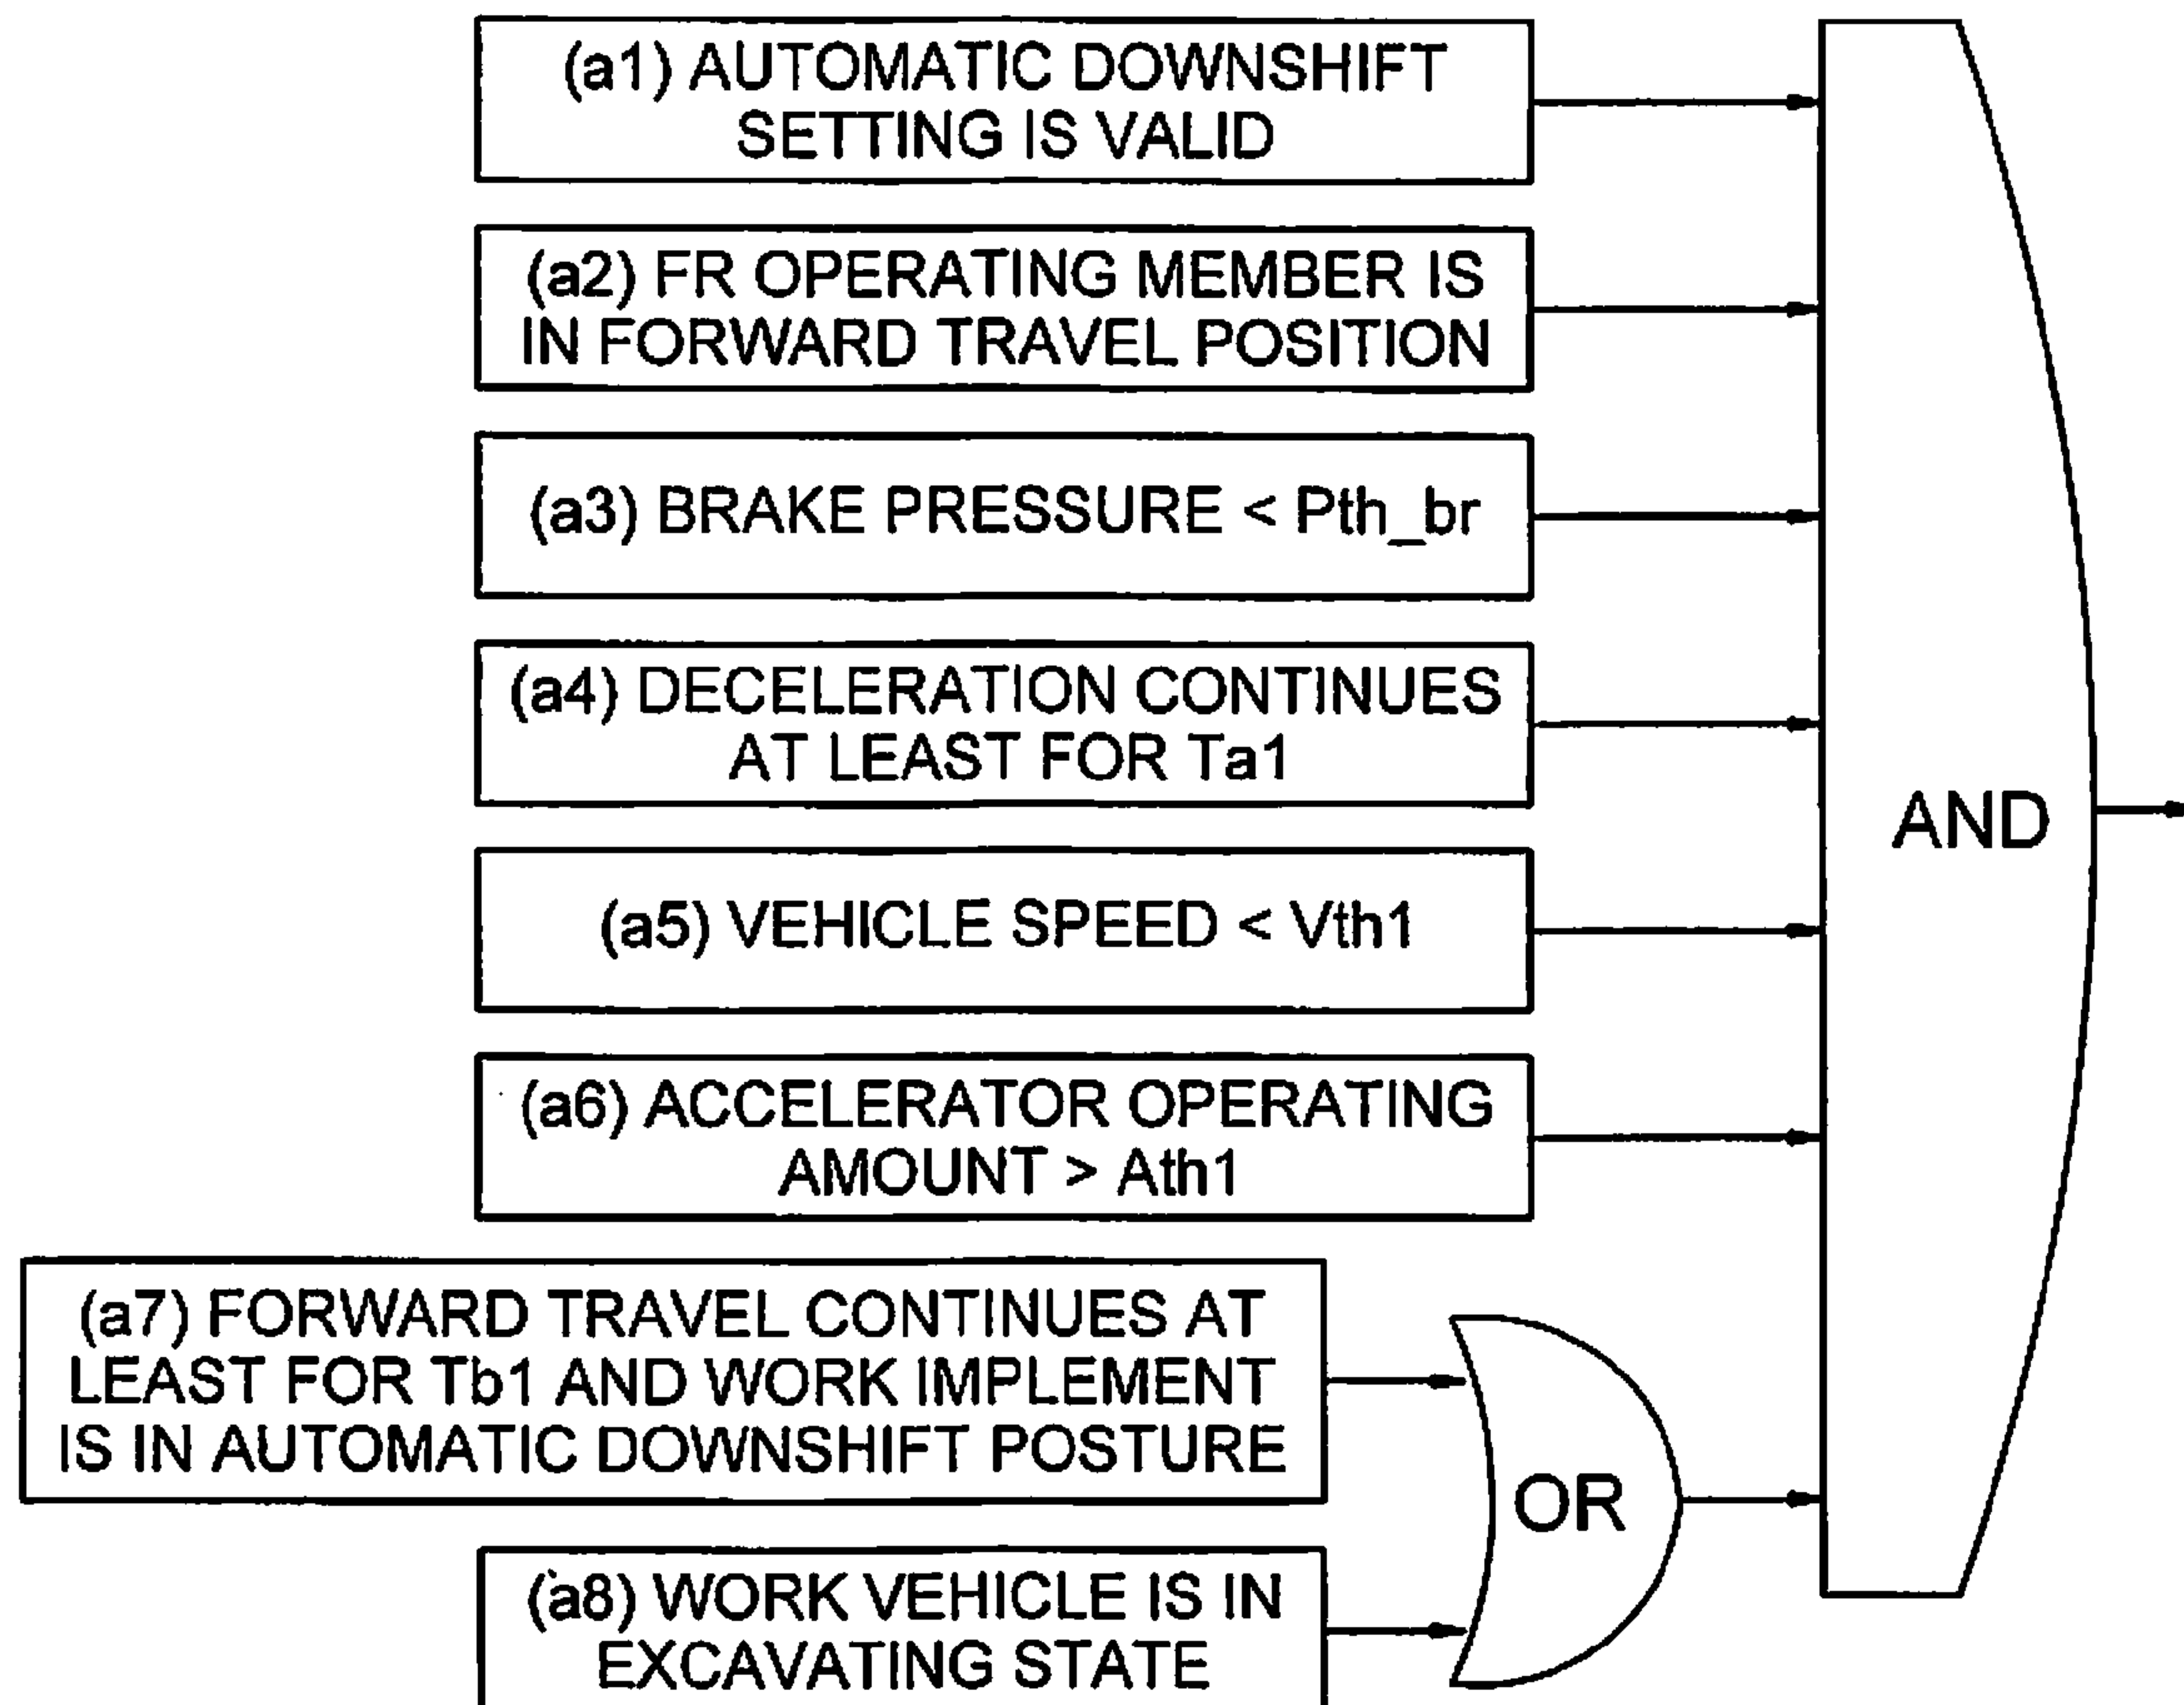 (a1) AUTOMATIC DOWNSHIFT
SETTING IS VALID
(a2) FR OPERATING MEMBER IS
IN FORWARD TRAVEL POSITION
(a3) BRAKE PRESSURE < Pth_br
(a4) DECELERATION CONTINUES
AT LEAST FOR Ta1
(a5) VEHICLE SPEED < Vth1
(a6) ACCELERATOR OPERATING
AMOUNT > Ath1
(a7) FORWARD TRAVEL CONTINUES AT
LEAST FOR Tb1 AND WORK IMPLEMENT
IS IN AUTOMATIC DOWNSHIFT POSTURE
(a8) WORK VEHICLE IS IN
EXCAVATING STATE
OR
AND